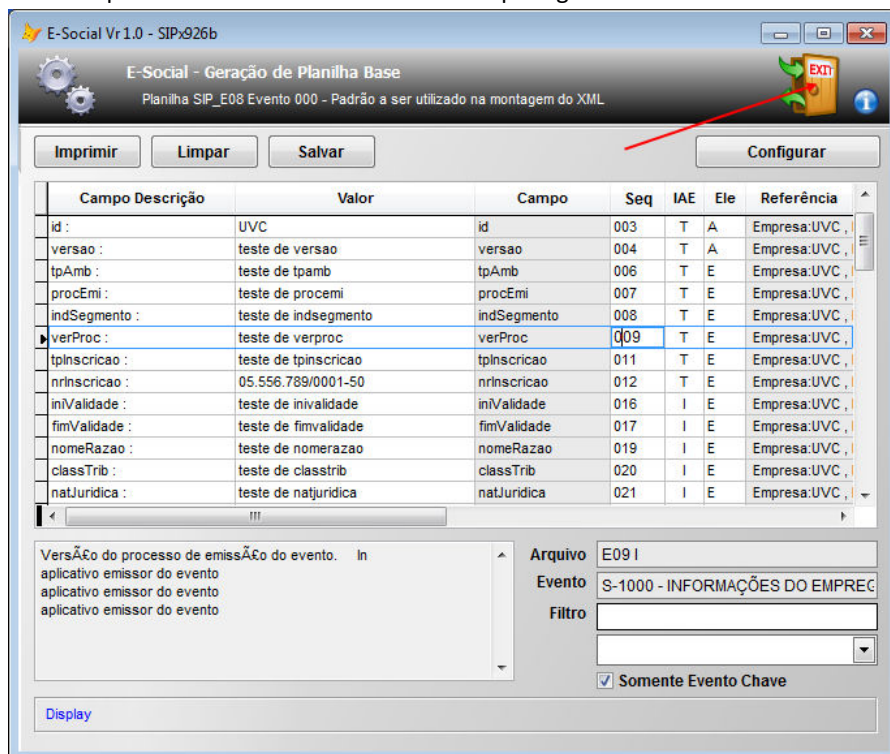 E-Social Vr 1.0 - SIPx926b
E-Social - Geração de Planilha Base
Planilha SIP_E08 Evento 000 - Padrão a ser utilizado na montagem do XML
EXIT
Imprimir Limpar Salvar Configurar
Campo Descrição Valor Campo Seq IAE Ele Referência
id : UVC id 003 T A Empresa:UVC ,
versao : teste de versao versao 004 T A Empresa:UVC ,
tpAmb : teste de tpamb tpAmb 006 T E Empresa:UVC ,
procEmi : teste de procemi procEmi 007 T E Empresa:UVC ,
indSegmento : teste de indsegmento indSegmento 008 T E Empresa:UVC ,
verProc : teste de verproc verProc 009 T E Empresa:UVC ,
tpInscricao : teste de tpinscricao tpInscricao 011 T E Empresa:UVC ,
nrInscricao : 05.556.789/0001-50 nrInscricao 012 T E Empresa:UVC ,
iniValidade : teste de inivalidade iniValidade 016 I E Empresa:UVC ,
fimValidade : teste de fimvalidade fimValidade 017 I E Empresa:UVC ,
nomeRazao : teste de nomerazao nomeRazao 019 I E Empresa:UVC ,
classTrib : teste de classtrib classTrib 020 I E Empresa:UVC ,
natJuridica : teste de natjuridica natJuridica 021 I E Empresa:UVC ,
VersÃ£o do processo de emissÃ£o do evento. In
aplicativo emissor do evento
aplicativo emissor do evento
aplicativo emissor do evento
Arquivo E09 I
Evento S-1000 - INFORMAÇÕES DO EMPREG
Filtro
Somente Evento Chave
Display